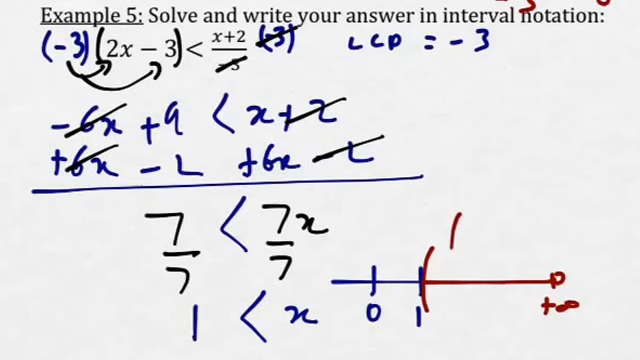 Example 5: Solve and write your answer in interval notation:
(-3)(2x − 3) < x+2/-3 (-3) LCD = -3
-6x +9 < x+2
+6x - 2 +6x - 2
7/7 < 7x/7
(
1 < x
0 1 +∞